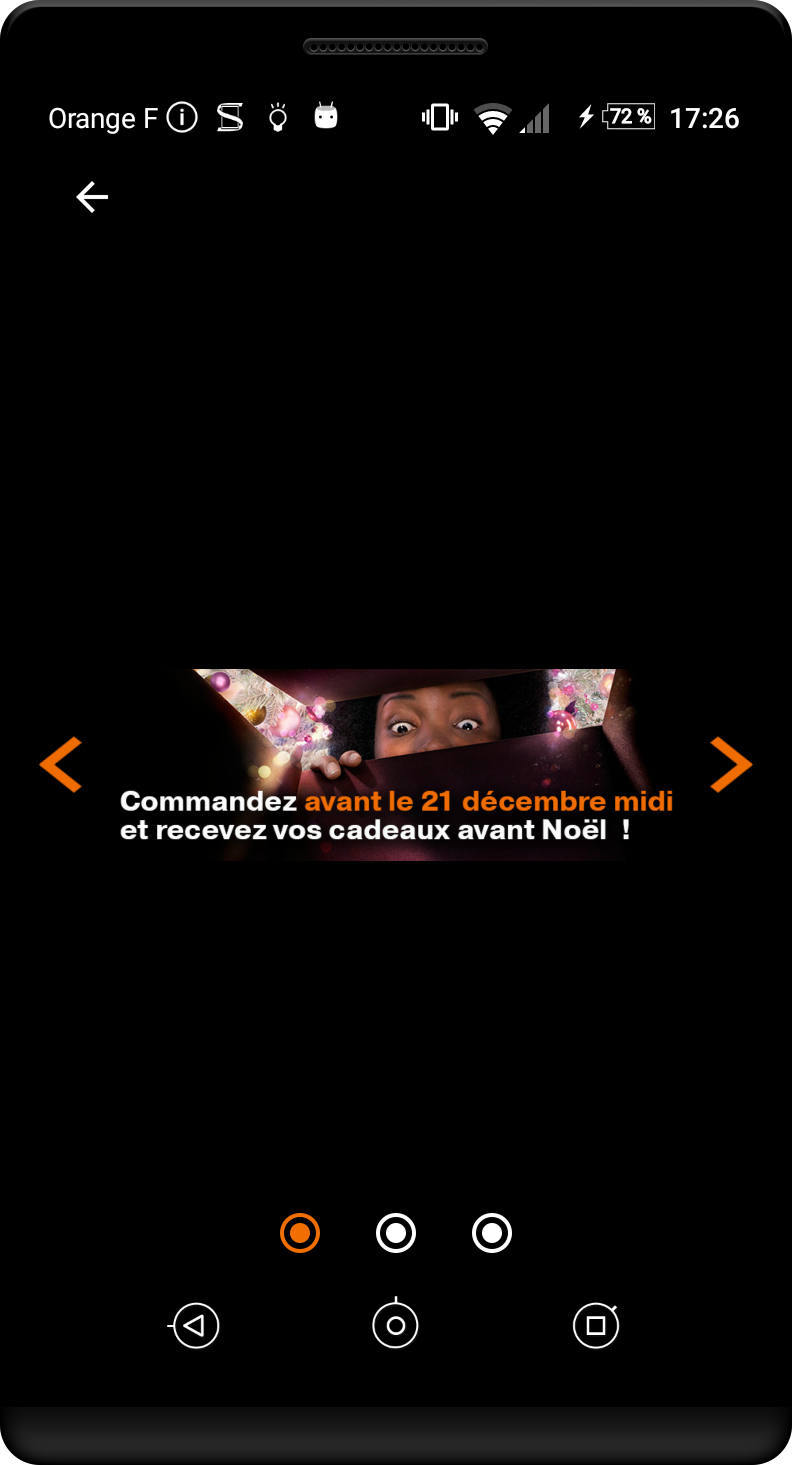 Orange F 72 % 17:26
Commandez avant le 21 décembre midi
et recevez vos cadeaux avant Noël !